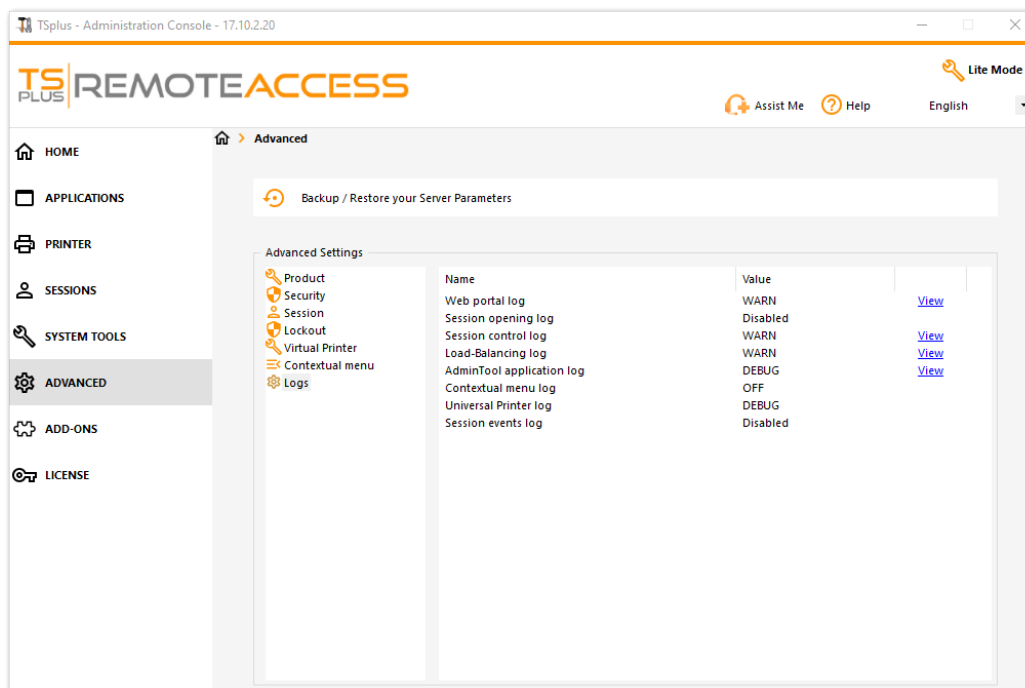 TSplus - Administration Console - 17.10.2.20
TS PLUS REMOTEACCESS
Lite Mode
Assist Me
Help
English
HOME
APPLICATIONS
PRINTER
SESSIONS
SYSTEM TOOLS
ADVANCED
ADD-ONS
LICENSE
Advanced
Backup / Restore your Server Parameters
Advanced Settings
Product
Security
Session
Lockout
Virtual Printer
Contextual menu
Logs
Name Value
Web portal log WARN View
Session opening log Disabled
Session control log WARN View
Load-Balancing log WARN View
AdminTool application log DEBUG View
Contextual menu log OFF
Universal Printer log DEBUG
Session events log Disabled